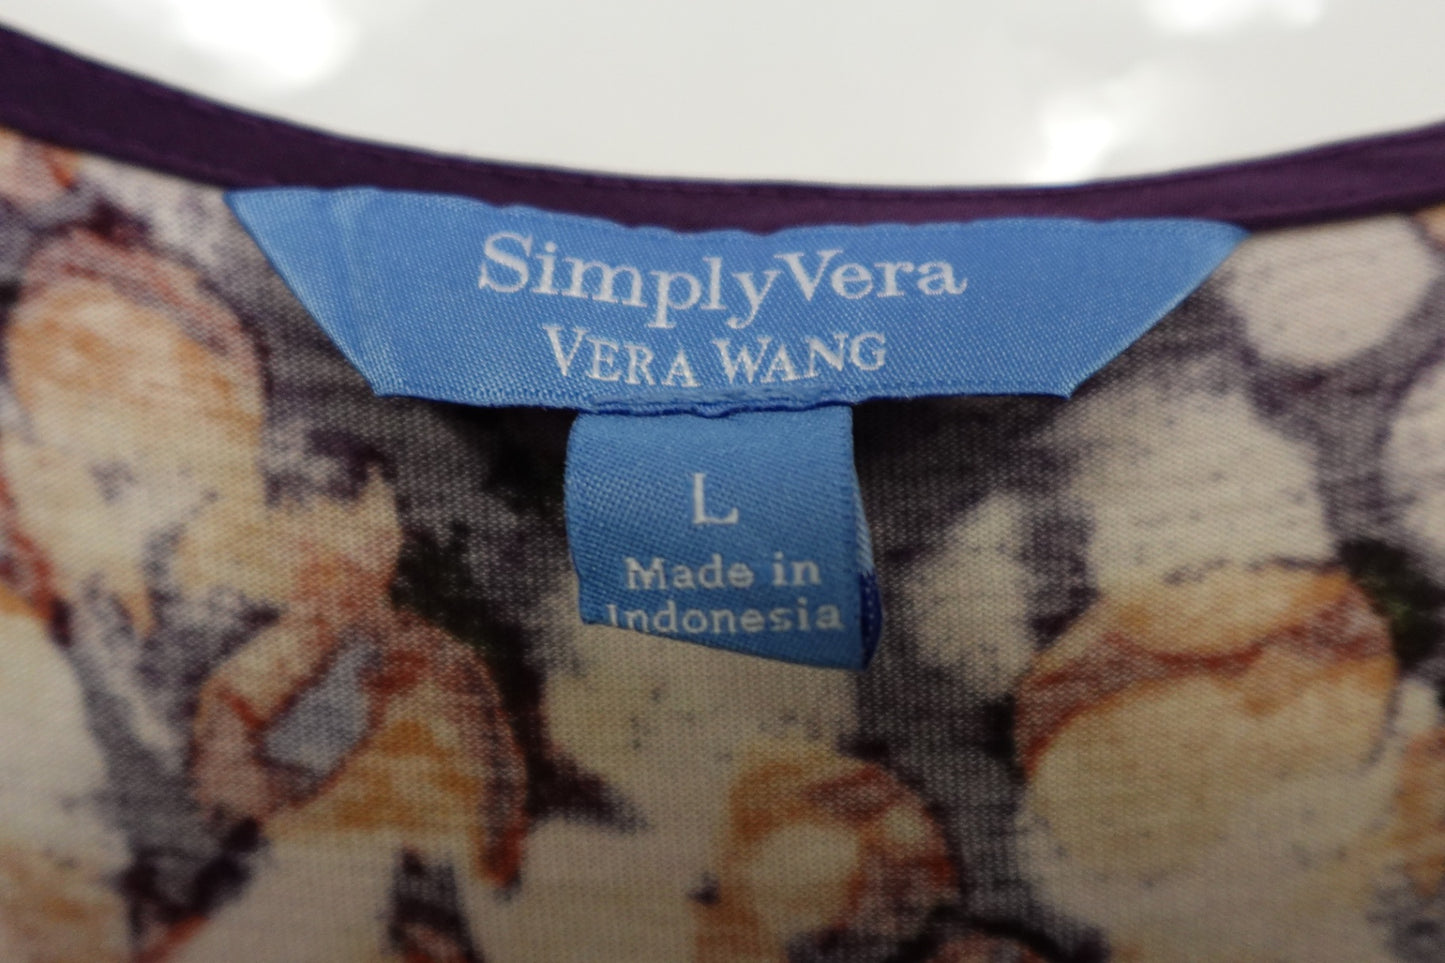 SimplyVera
VERA WANG
L
Made in
Indonesia